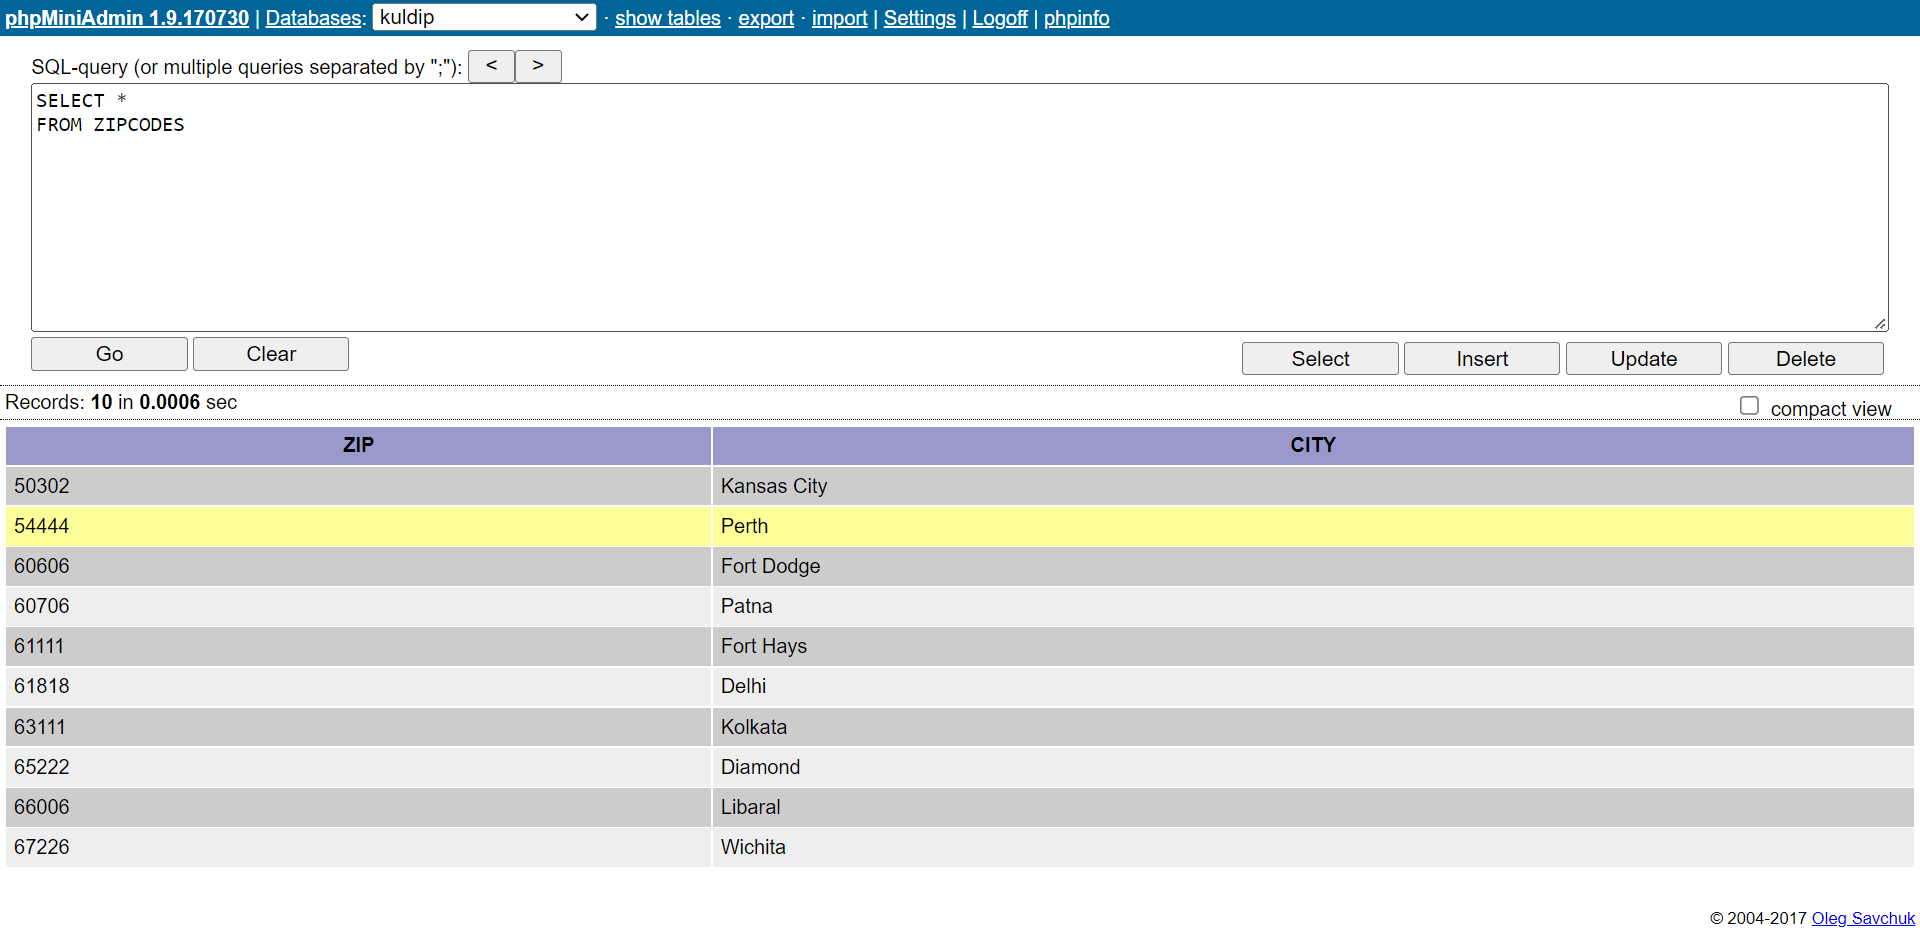 phpMiniAdmin 1.9.170730 | Databases: kuldip · show tables · export · import | Settings | Logoff | phpinfo
SQL-query (or multiple queries separated by ";"): < >
SELECT *
FROM ZIPCODES
Go Clear Select Insert Update Delete
Records: 10 in 0.0006 sec compact view
ZIP CITY
50302 Kansas City
54444 Perth
60606 Fort Dodge
60706 Patna
61111 Fort Hays
61818 Delhi
63111 Kolkata
65222 Diamond
66006 Libaral
67226 Wichita
© 2004-2017 Oleg Savchuk